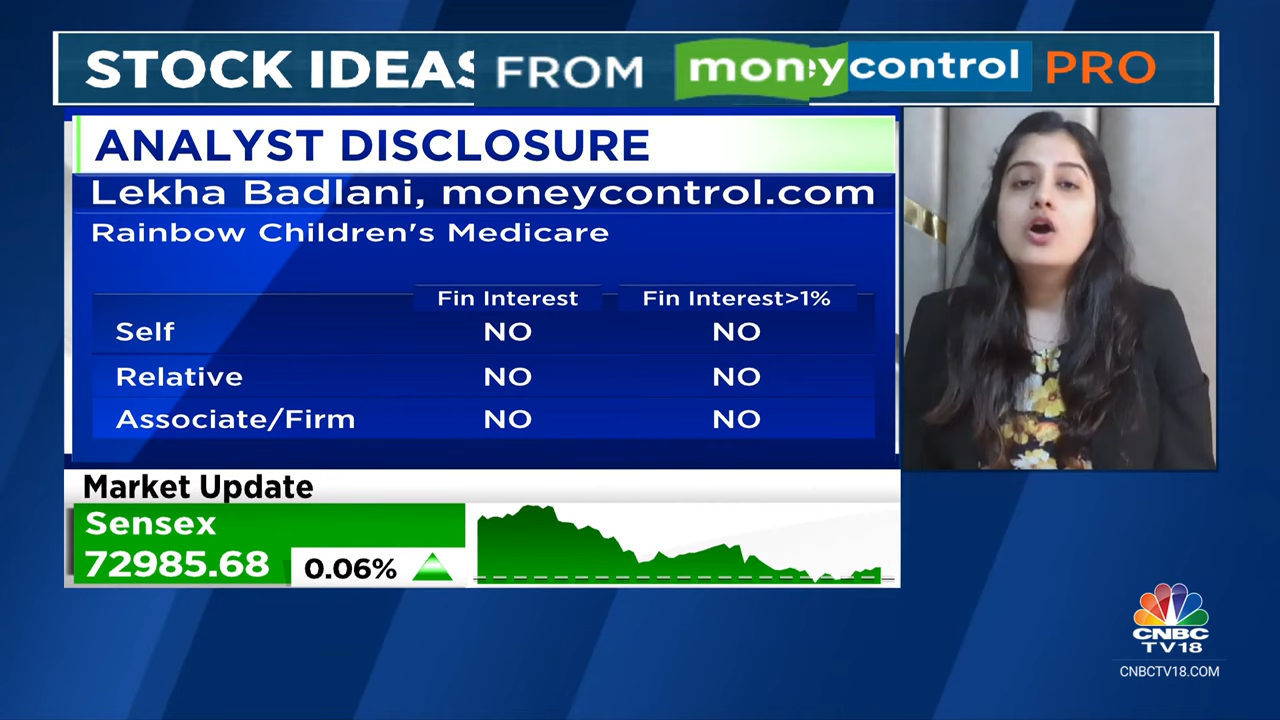 STOCK IDEAS FROM moneycontrol PRO
ANALYST DISCLOSURE
Lekha Badlani, moneycontrol.com
Rainbow Children's Medicare
Fin Interest Fin Interest>1%
Self NO NO
Relative NO NO
Associate/Firm NO NO
Market Update
Sensex
72985.68 0.06%
CNBC
TV18
CNBCTV18.COM